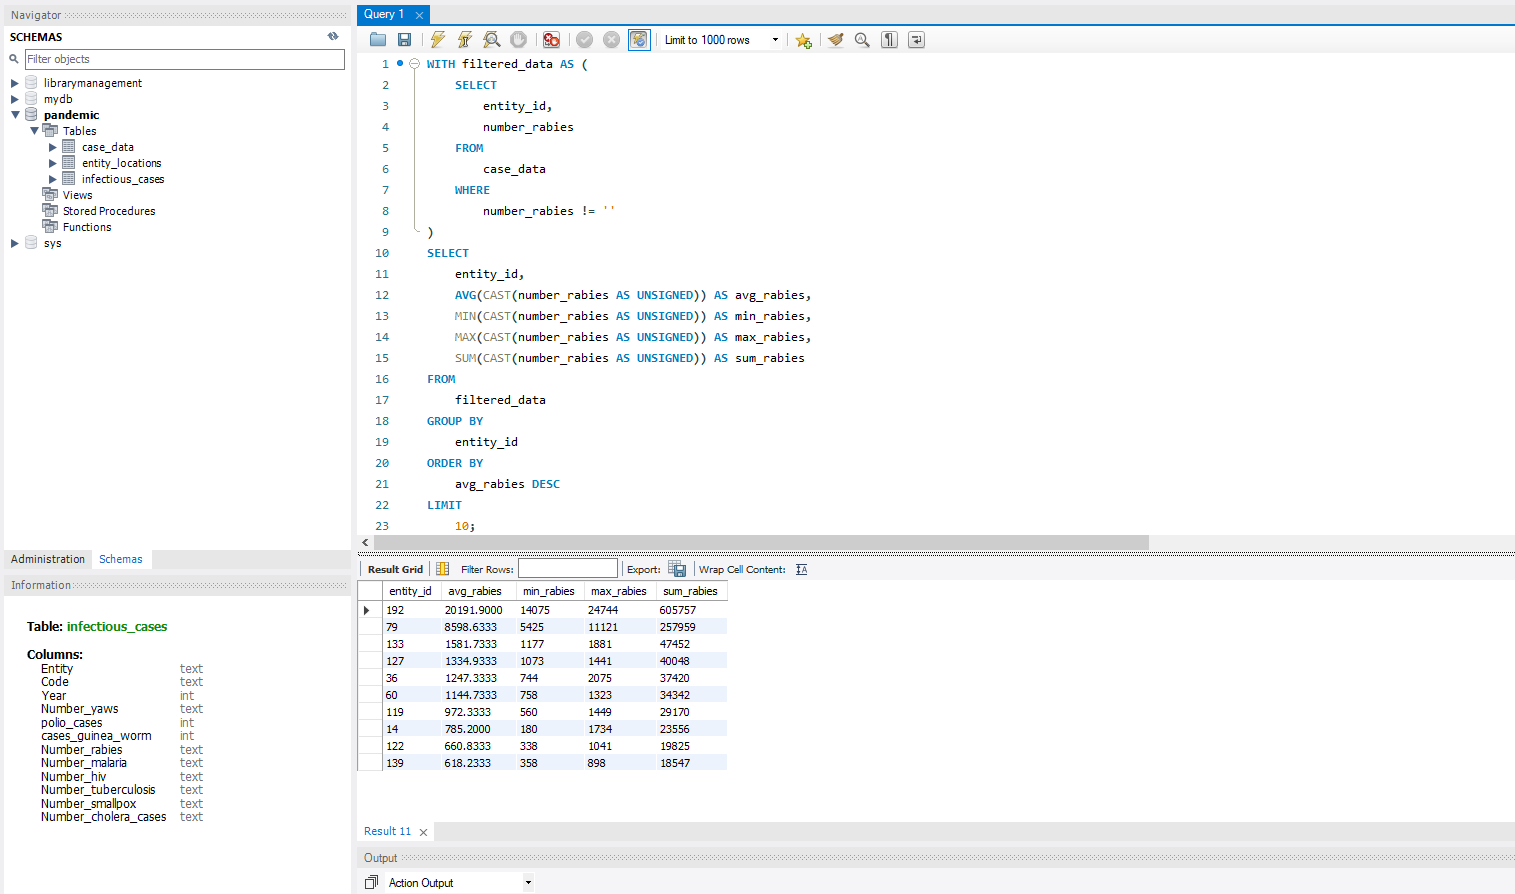 Navigator
SCHEMAS
Filter objects
librarymanagement
mydb
pandemic
Tables
case_data
entity_locations
infectious_cases
Views
Stored Procedures
Functions
sys
Administration Schemas
Information
Table: infectious_cases
Columns:
Entity text
Code text
Year int
Number_yaws text
polio_cases int
cases_guinea_worm int
Number_rabies text
Number_malaria text
Number_hiv text
Number_tuberculosis text
Number_smallpox text
Number_cholera_cases text
Query 1
Limit to 1000 rows
1 WITH filtered_data AS (
2 SELECT
3 entity_id,
4 number_rabies
5 FROM
6 case_data
7 WHERE
8 number_rabies != ''
9 )
10 SELECT
11 entity_id,
12 AVG(CAST(number_rabies AS UNSIGNED)) AS avg_rabies,
13 MIN(CAST(number_rabies AS UNSIGNED)) AS min_rabies,
14 MAX(CAST(number_rabies AS UNSIGNED)) AS max_rabies,
15 SUM(CAST(number_rabies AS UNSIGNED)) AS sum_rabies
16 FROM
17 filtered_data
18 GROUP BY
19 entity_id
20 ORDER BY
21 avg_rabies DESC
22 LIMIT
23 10;
Result Grid Filter Rows: Export: Wrap Cell Content:
entity_id avg_rabies min_rabies max_rabies sum_rabies
192 20191.9000 14075 24744 605757
79 8598.6333 5425 11121 257959
133 1581.7333 1177 1881 47452
127 1334.9333 1073 1441 40048
36 1247.3333 744 2075 37420
60 1144.7333 758 1323 34342
119 972.3333 560 1449 29170
14 785.2000 180 1734 23556
122 660.8333 338 1041 19825
139 618.2333 358 898 18547
Result 11
Output
Action Output